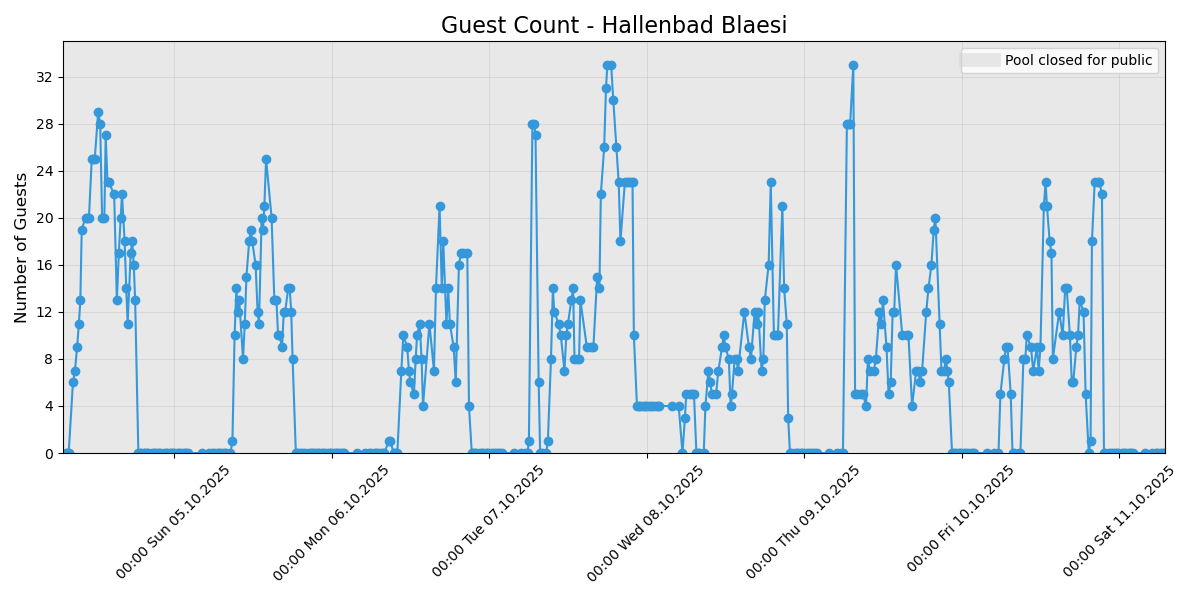 Guest Count - Hallenbad Blaesi
Pool closed for public
Number of Guests
32
28
24
20
16
12
8
4
0
00:00 Sun 05.10.2025
00:00 Mon 06.10.2025
00:00 Tue 07.10.2025
00:00 Wed 08.10.2025
00:00 Thu 09.10.2025
00:00 Fri 10.10.2025
00:00 Sat 11.10.2025